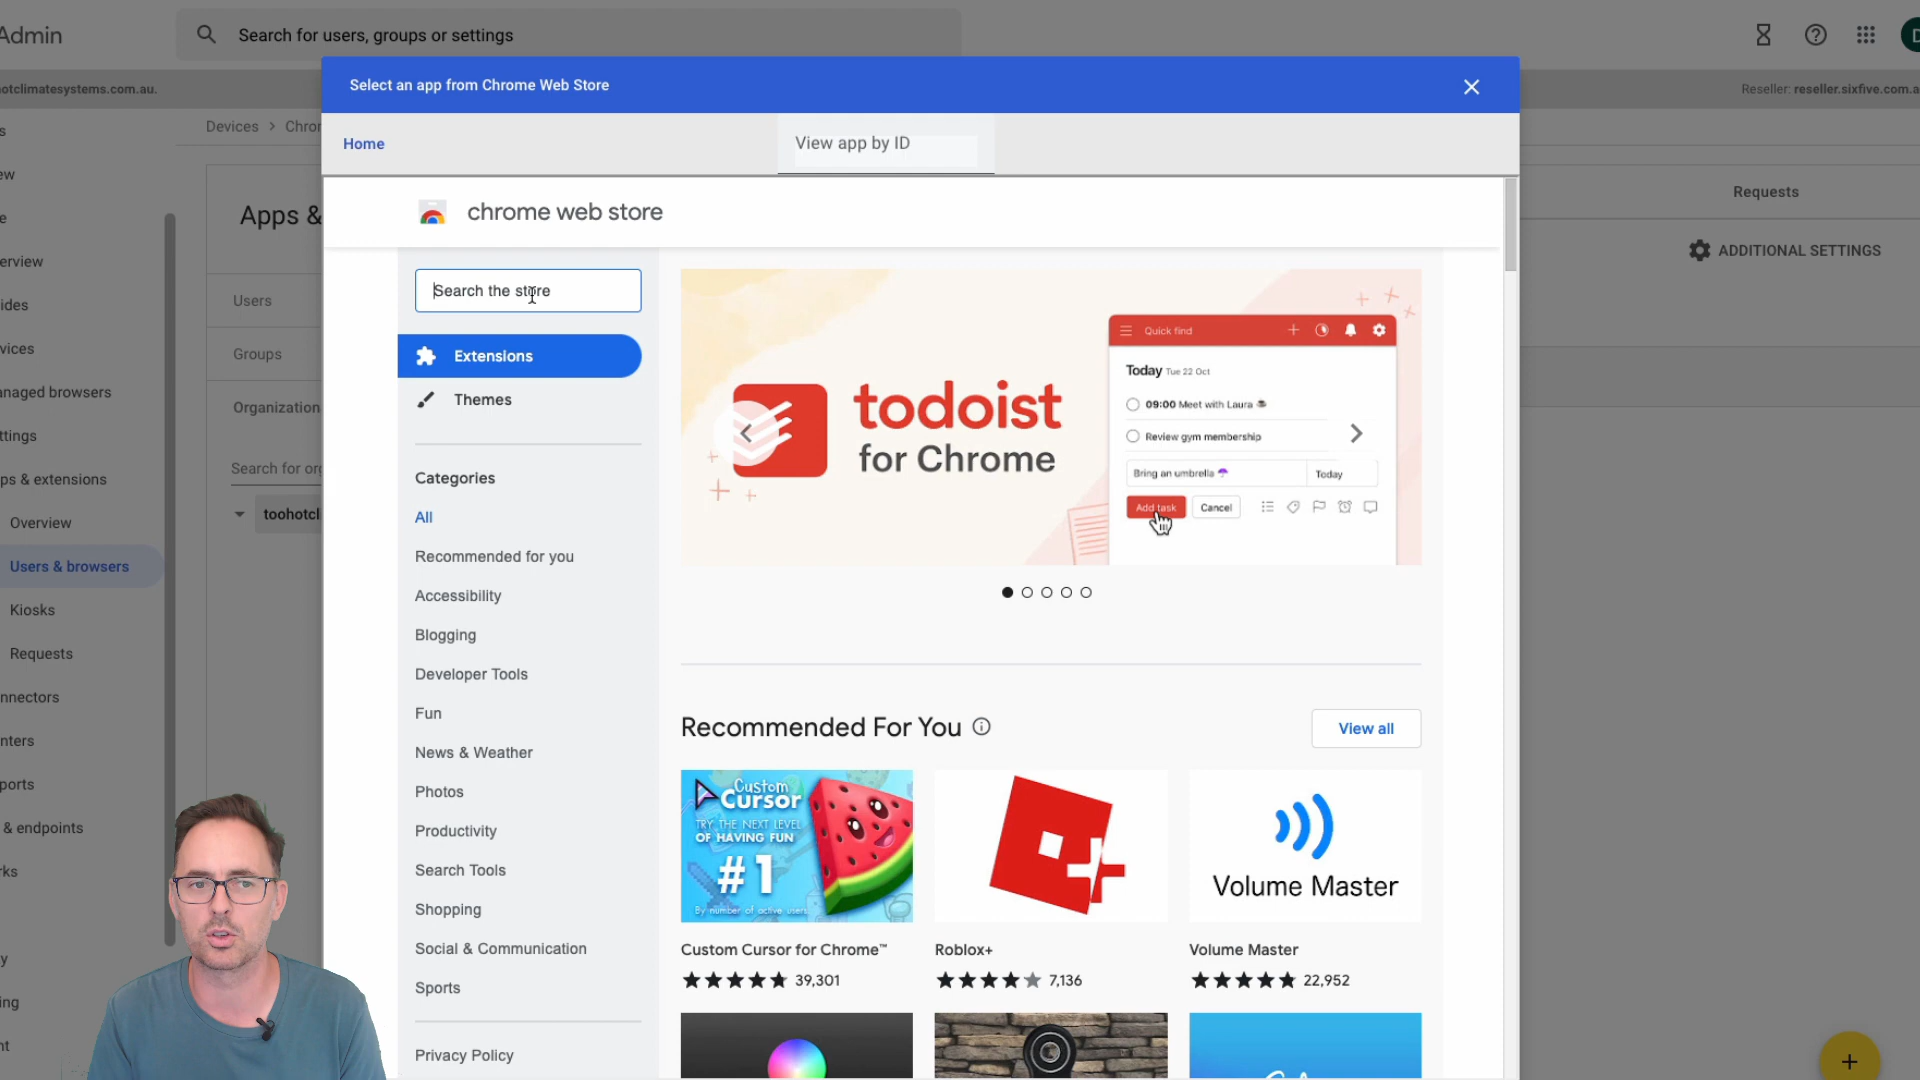 Admin
Search for users, groups or settings
otclimatesystems.com.au.
Reseller: reseller.sixfive.com.a
Select an app from Chrome Web Store
Devices > Chror
Home
View app by ID
Requests
ADDITIONAL SETTINGS
Apps &
Users
Groups
Organization
Search for org
toohotcl
s
ew
e
erview
ides
vices
anaged browsers
ttings
ps & extensions
Overview
Users & browsers
Kiosks
Requests
nnectors
nters
ports
& endpoints
rks
y
ing
nt
chrome web store
Search the store
Extensions
Themes
Categories
All
Recommended for you
Accessibility
Blogging
Developer Tools
Fun
News & Weather
Photos
Productivity
Search Tools
Shopping
Social & Communication
Sports
Privacy Policy
todoist
for Chrome
Quick find
Today Tue 22 Oct
09:00 Meet with Laura
Review gym membership
Bring an umbrella
Today
Add task
Cancel
Recommended For You
View all
Custom
Cursor
TRY THE NEXT LEVEL
OF HAVING FUN
#1
By number of active users
Volume Master
Custom Cursor for Chrome™
39,301
Roblox+
7,136
Volume Master
22,952